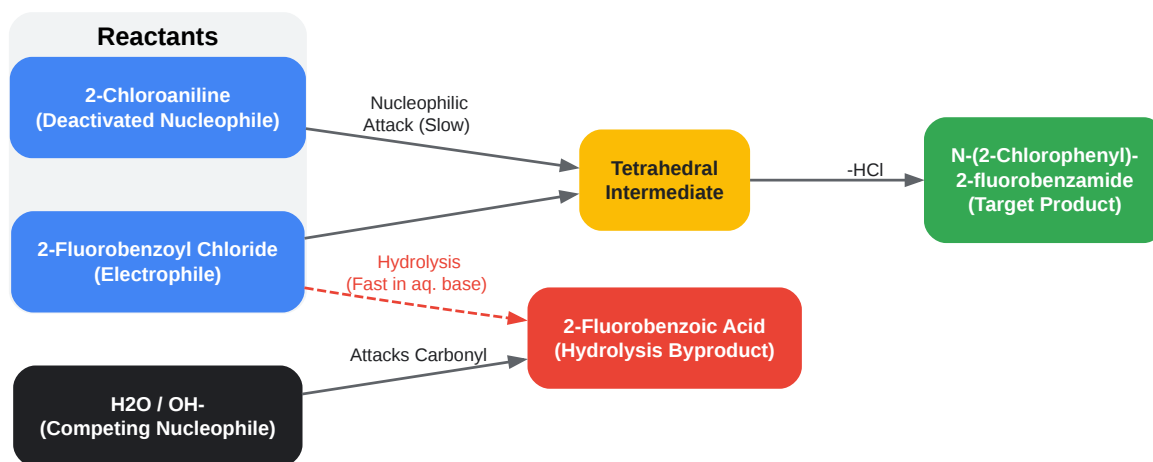 Reactants
2-Chloroaniline
(Deactivated Nucleophile)
Nucleophilic
Attack (Slow)
Tetrahedral
Intermediate
-HCl
N-(2-Chlorophenyl)-
2-fluorobenzamide
(Target Product)
2-Fluorobenzoyl Chloride
(Electrophile)
Hydrolysis
(Fast in aq. base)
2-Fluorobenzoic Acid
(Hydrolysis Byproduct)
Attacks Carbonyl
H2O / OH-
(Competing Nucleophile)